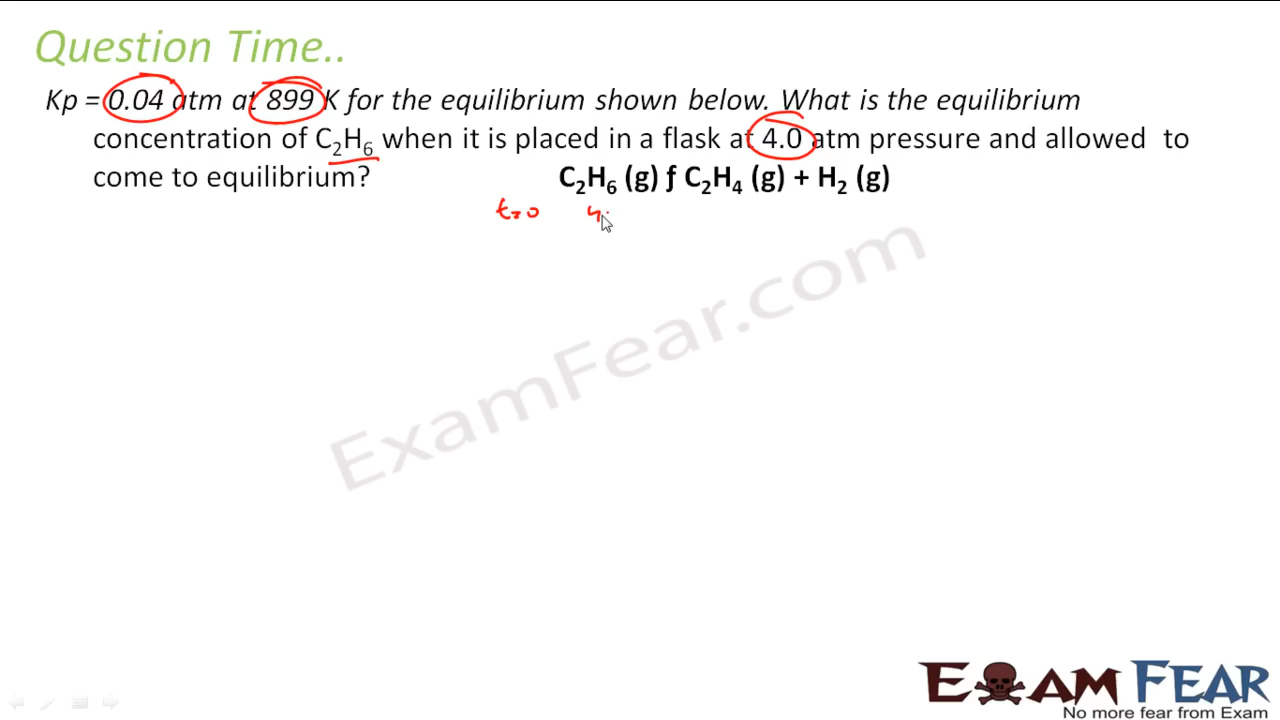 Question Time..
Kp = 0.04 atm at 899 K for the equilibrium shown below. What is the equilibrium
concentration of C₂H₆ when it is placed in a flask at 4.0 atm pressure and allowed to
come to equilibrium? C₂H₆ (g) ƒ C₂H₄ (g) + H₂ (g)
t=0 4.
ExamFear.com
EXAM FEAR
No more fear from Exam